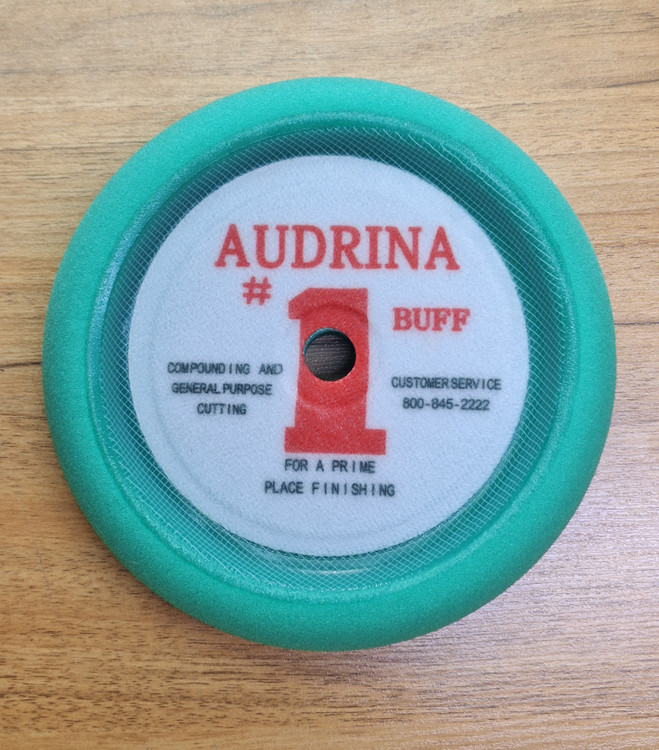 AUDRINA
#1 BUFF
COMPOUNDING AND
GENERAL PURPOSE
CUTTING
CUSTOMER SERVICE
800-845-2222
FOR A PRIME
PLACE FINISHING